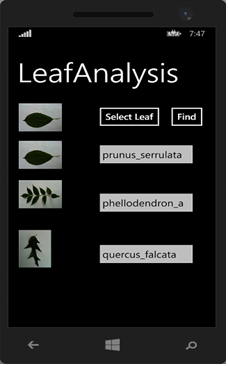 7:47
LeafAnalysis
Select Leaf Find
prunus_serrulata
phellodendron_a
quercus_falcata